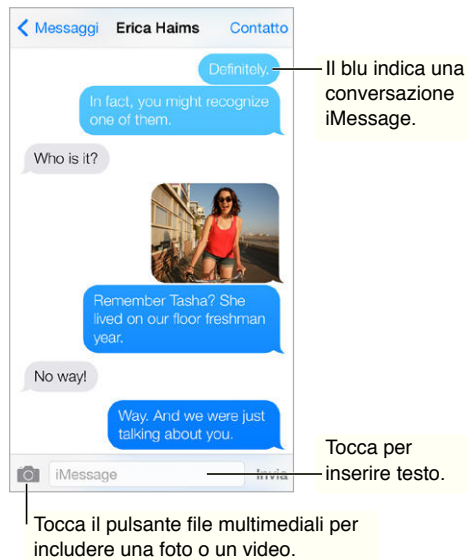 Messaggi Erica Haims Contatto
Definitely.
Il blu indica una
conversazione
iMessage.
In fact, you might recognize
one of them.
Who is it?
Remember Tasha? She
lived on our floor freshman
year.
No way!
Way. And we were just
talking about you.
iMessage Invia
Tocca per
inserire testo.
Tocca il pulsante file multimediali per
includere una foto o un video.